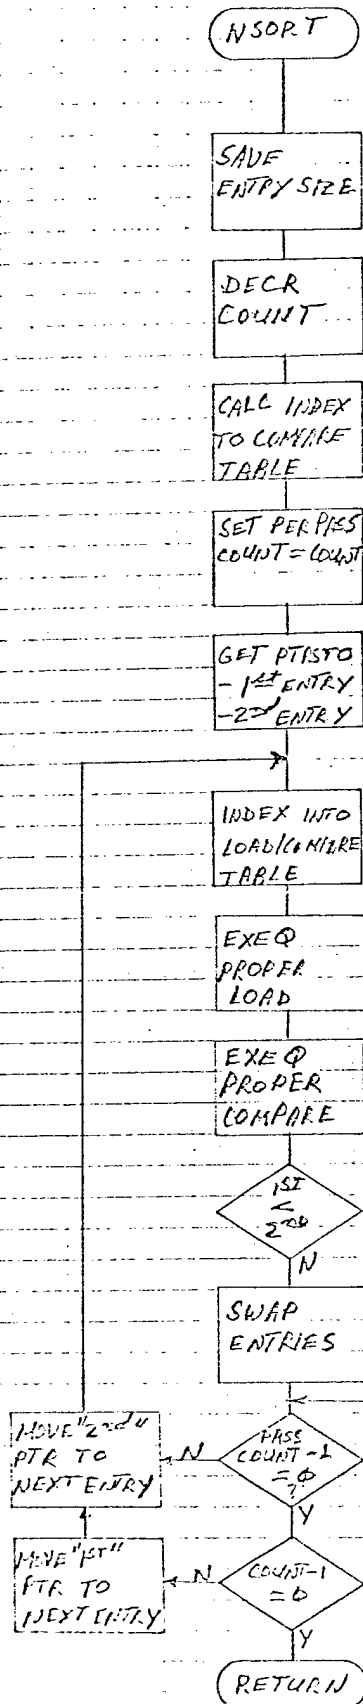 NSORT
SAVE
ENTRY SIZE
DECR
COUNT
CALC INDEX
TO COMPARE
TABLE
SET PER PASS
COUNT = COUNT
GET PTRS TO
- 1st ENTRY
- 2nd ENTRY
INDEX INTO
LOAD/COMPARE
TABLE
EXEQ
PROPER
LOAD
EXEQ
PROPER
COMPARE
1ST
<
2nd
N
SWAP
ENTRIES
MOVE "2nd"
PTR TO
NEXT ENTRY
N
PASS
COUNT -1
= 0
?
Y
MOVE "1ST"
PTR TO
NEXT ENTRY
N
COUNT-1
= 0
Y
RETURN